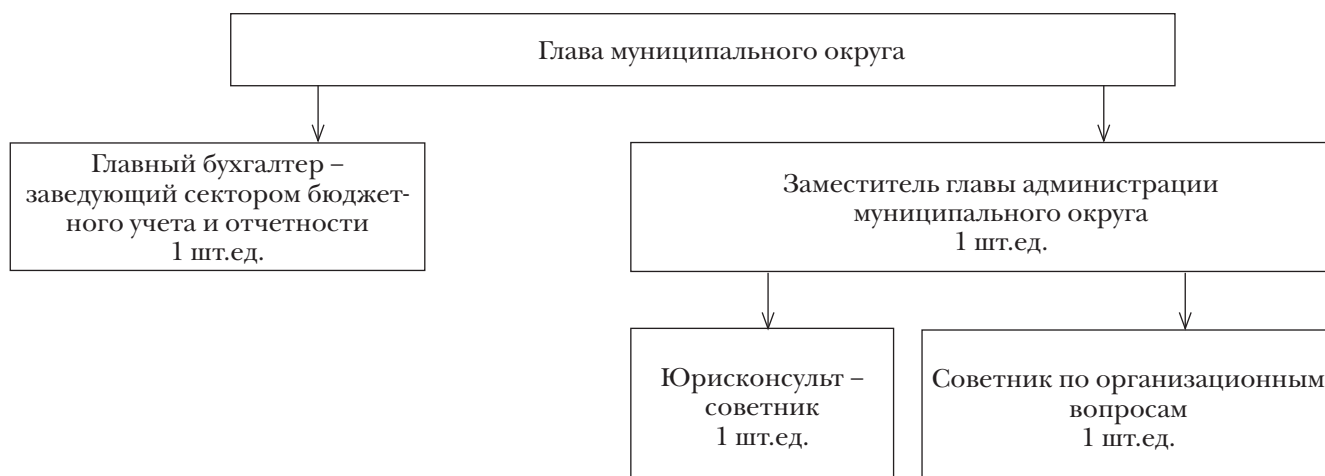 Глава муниципального округа
Главный бухгалтер –
заведующий сектором бюджет-
ного учета и отчетности
1 шт.ед.
Заместитель главы администрации
муниципального округа
1 шт.ед.
Юрисконсульт –
советник
1 шт.ед.
Советник по организационным
вопросам
1 шт.ед.